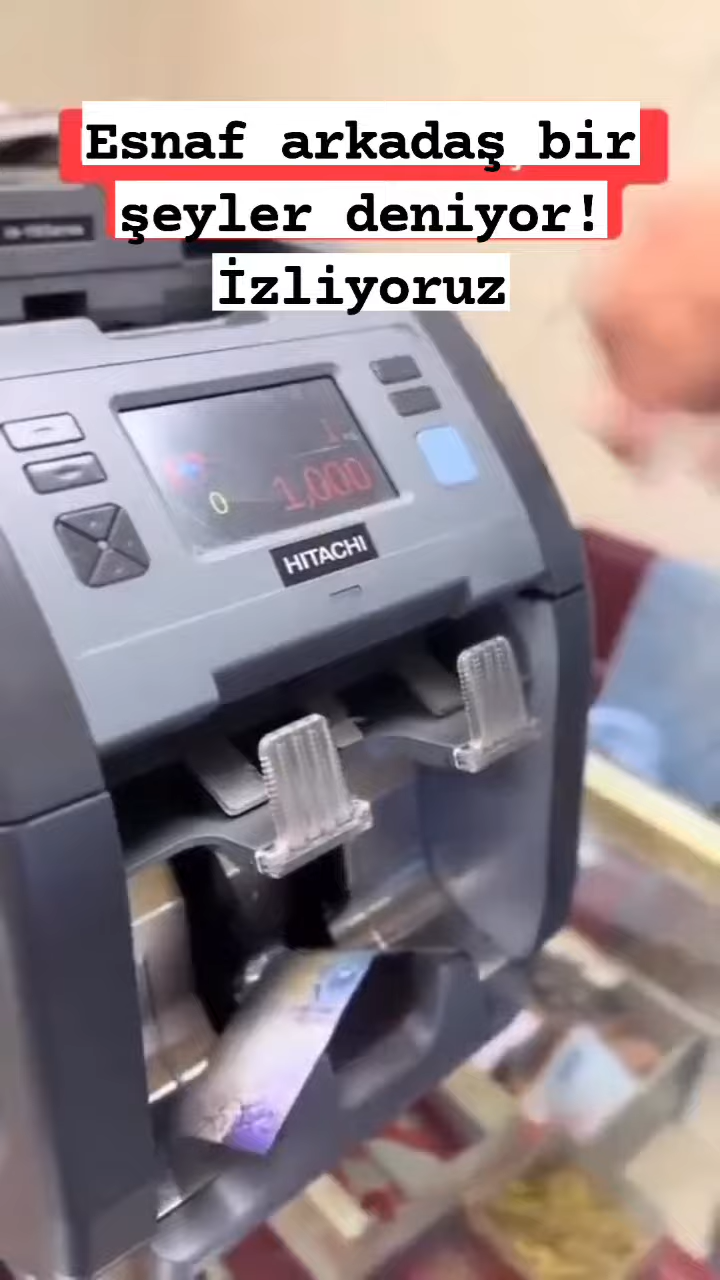 Esnaf arkadaş bir
şeyler deniyor!
İzliyoruz
1
1,000
0
HITACHI